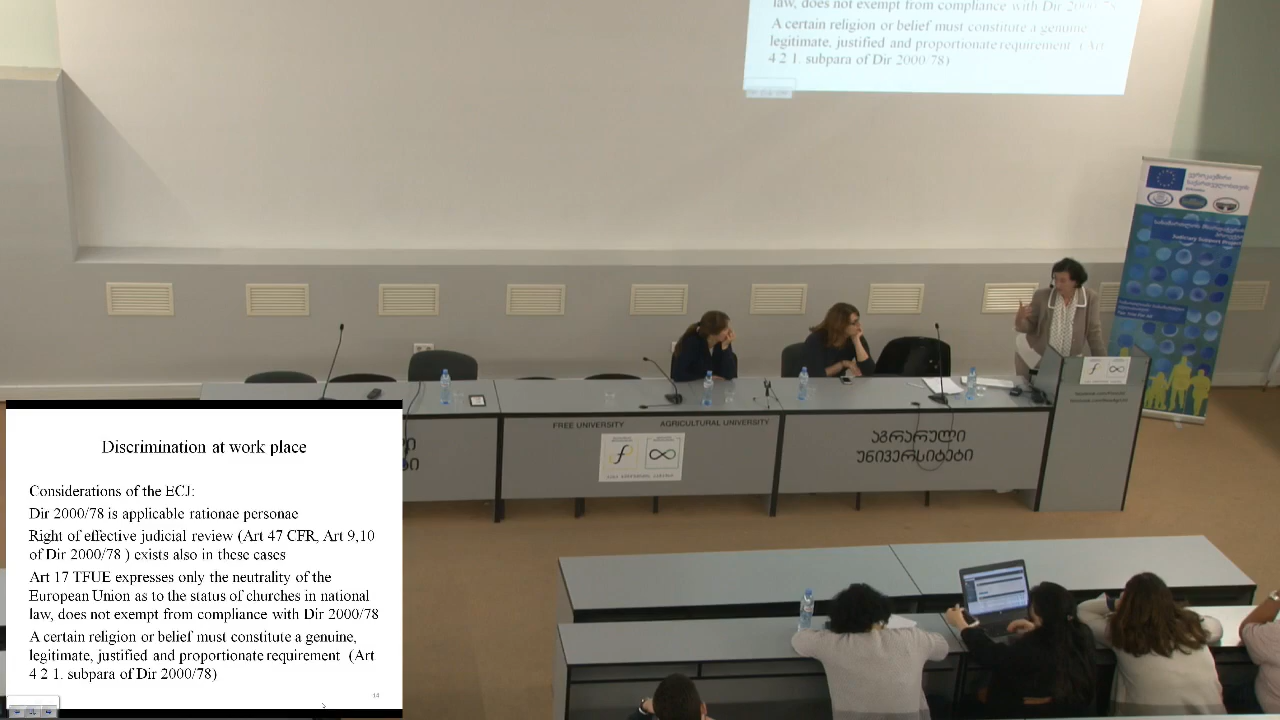 law, does not exempt from compliance with Dir 2000/78
A certain religion or belief must constitute a genuine,
legitimate, justified and proportionate requirement ( Art
4 2 1. subpara of Dir 2000/78)
Judiciary Support Project
FREE UNIVERSITY
AGRICULTURAL UNIVERSITY
აგრარული
უნივერსიტეტი
Discrimination at work place
Considerations of the ECJ:
Dir 2000/78 is applicable rationae personae
Right of effective judicial review (Art 47 CFR, Art 9,10
of Dir 2000/78 ) exists also in these cases
Art 17 TFUE expresses only the neutrality of the
European Union as to the status of churches in national
law, does not exempt from compliance with Dir 2000/78
A certain religion or belief must constitute a genuine,
legitimate, justified and proportionate requirement (Art
4 2 1. subpara of Dir 2000/78)
14